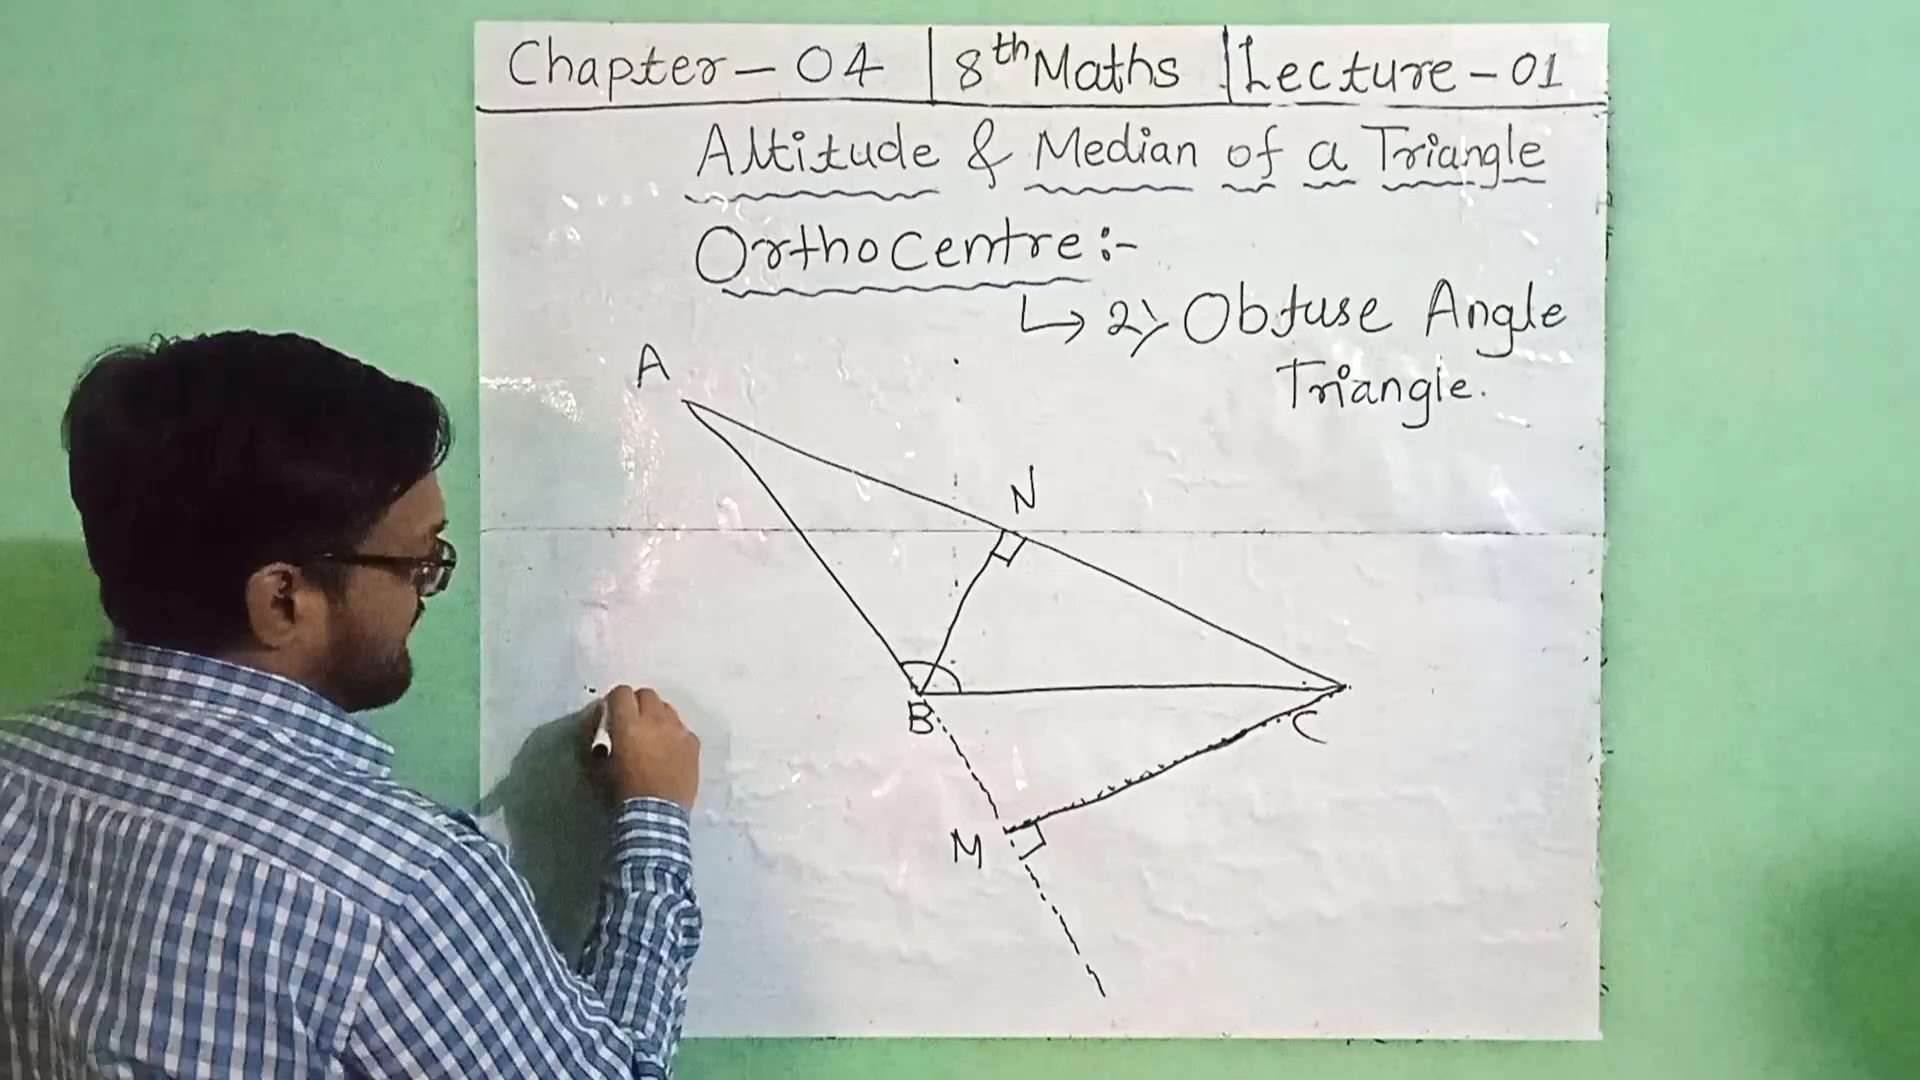 Chapter - 04 | 8th Maths | Lecture - 01
Altitude & Median of a Triangle
Orthocentre :-
↳ 2) Obtuse Angle
Triangle.
A
N
B
C
M